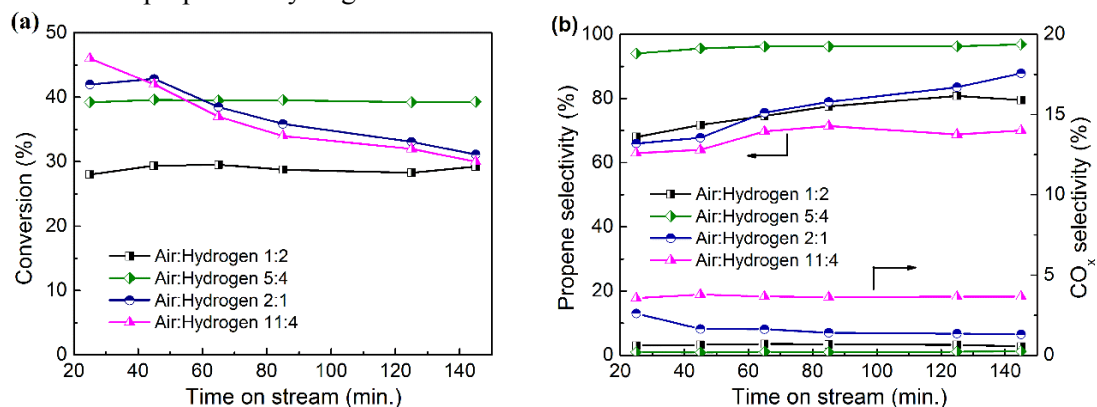 (a)
50
40
30
20
10
0
Conversion (%)
Air:Hydrogen 1:2
Air:Hydrogen 5:4
Air:Hydrogen 2:1
Air:Hydrogen 11:4
20 40 60 80 100 120 140
Time on stream (min.)
(b)
100
80
60
40
20
0
Propene selectivity (%)
Air:Hydrogen 1:2
Air:Hydrogen 5:4
Air:Hydrogen 2:1
Air:Hydrogen 11:4
20
15
10
5
0
COx selectivity (%)
20 40 60 80 100 120 140
Time on stream (min.)